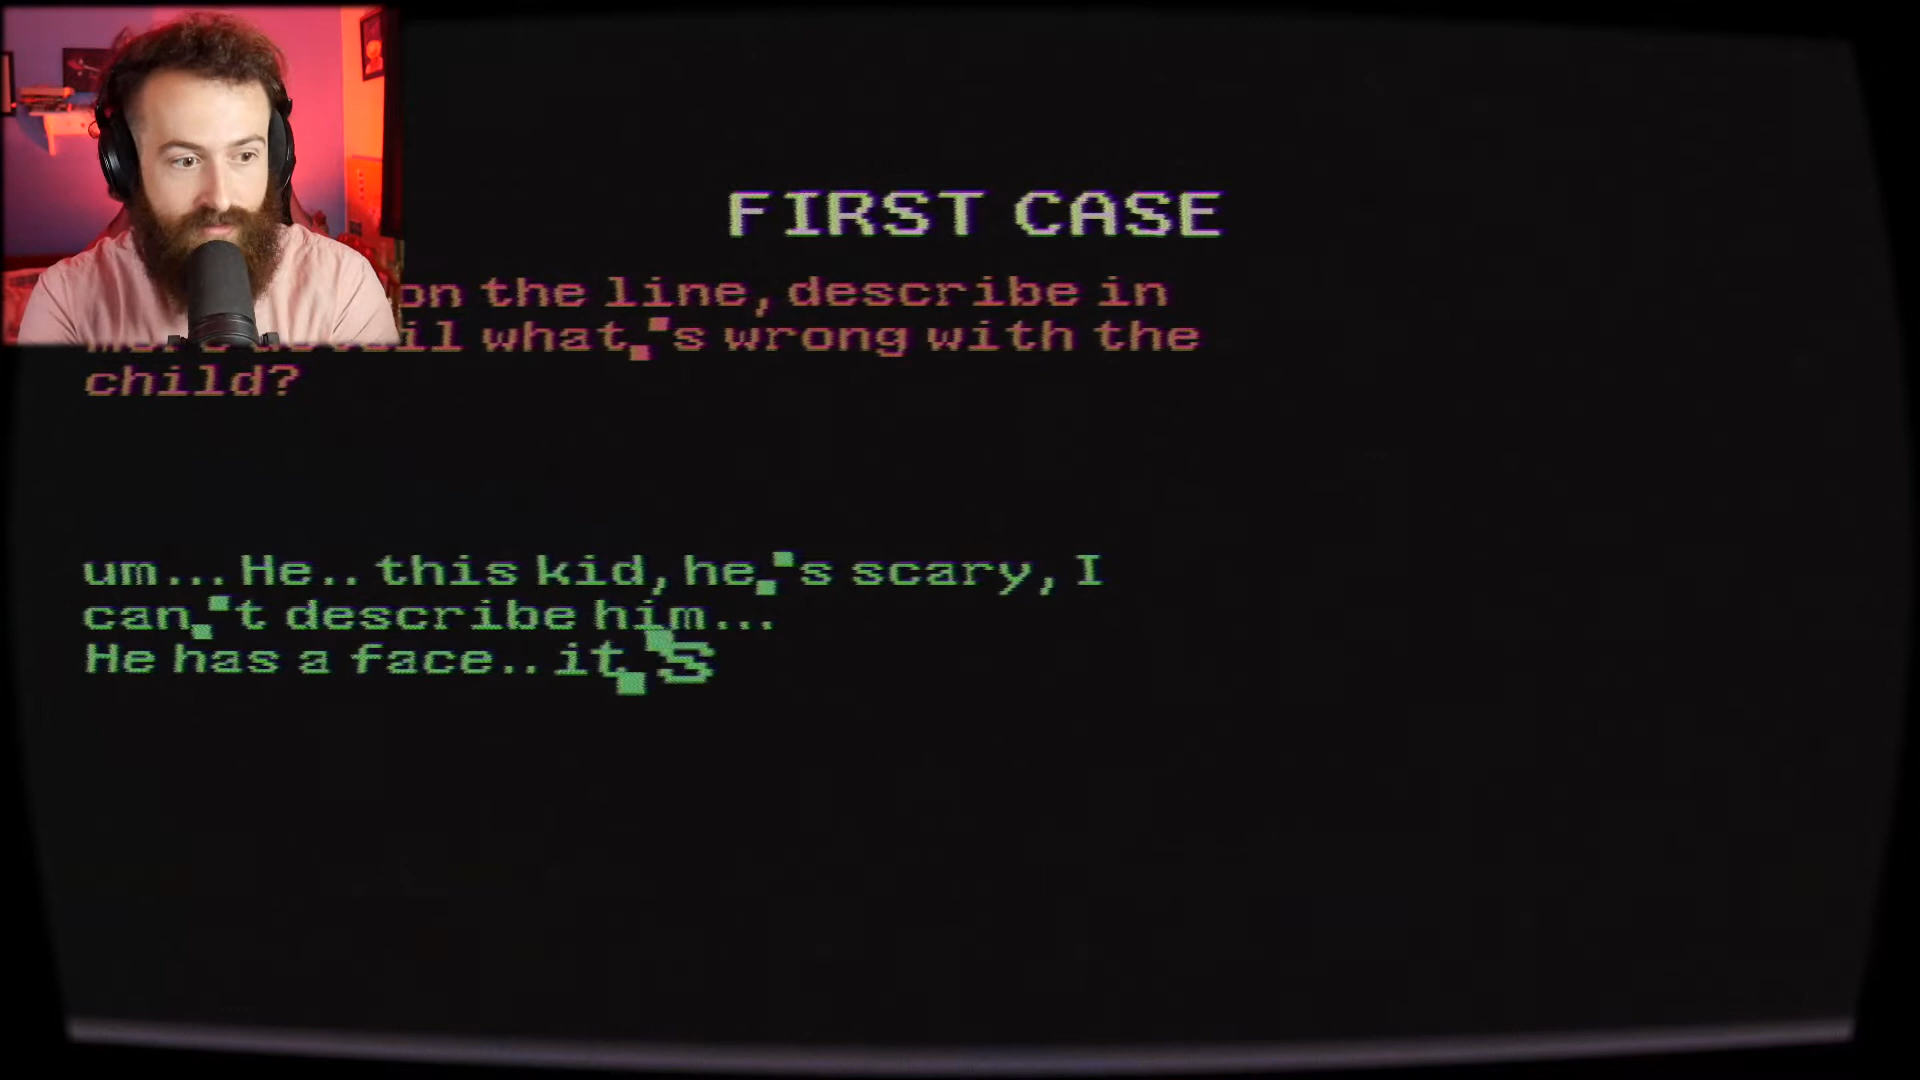 FIRST CASE
on the line, describe in
what's wrong with the
child?
um... He.. this kid, he's scary, I
can't describe him...
He has a face.. it's